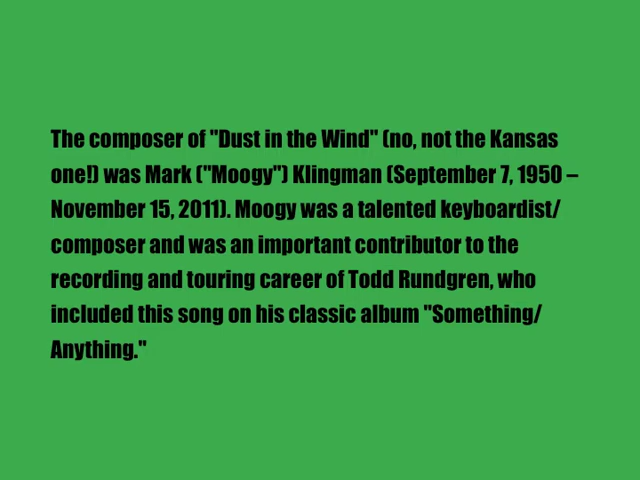 The composer of "Dust in the Wind" (no, not the Kansas
one!) was Mark ("Moogy") Klingman (September 7, 1950 –
November 15, 2011). Moogy was a talented keyboardist/
composer and was an important contributor to the
recording and touring career of Todd Rundgren, who
included this song on his classic album "Something/
Anything."